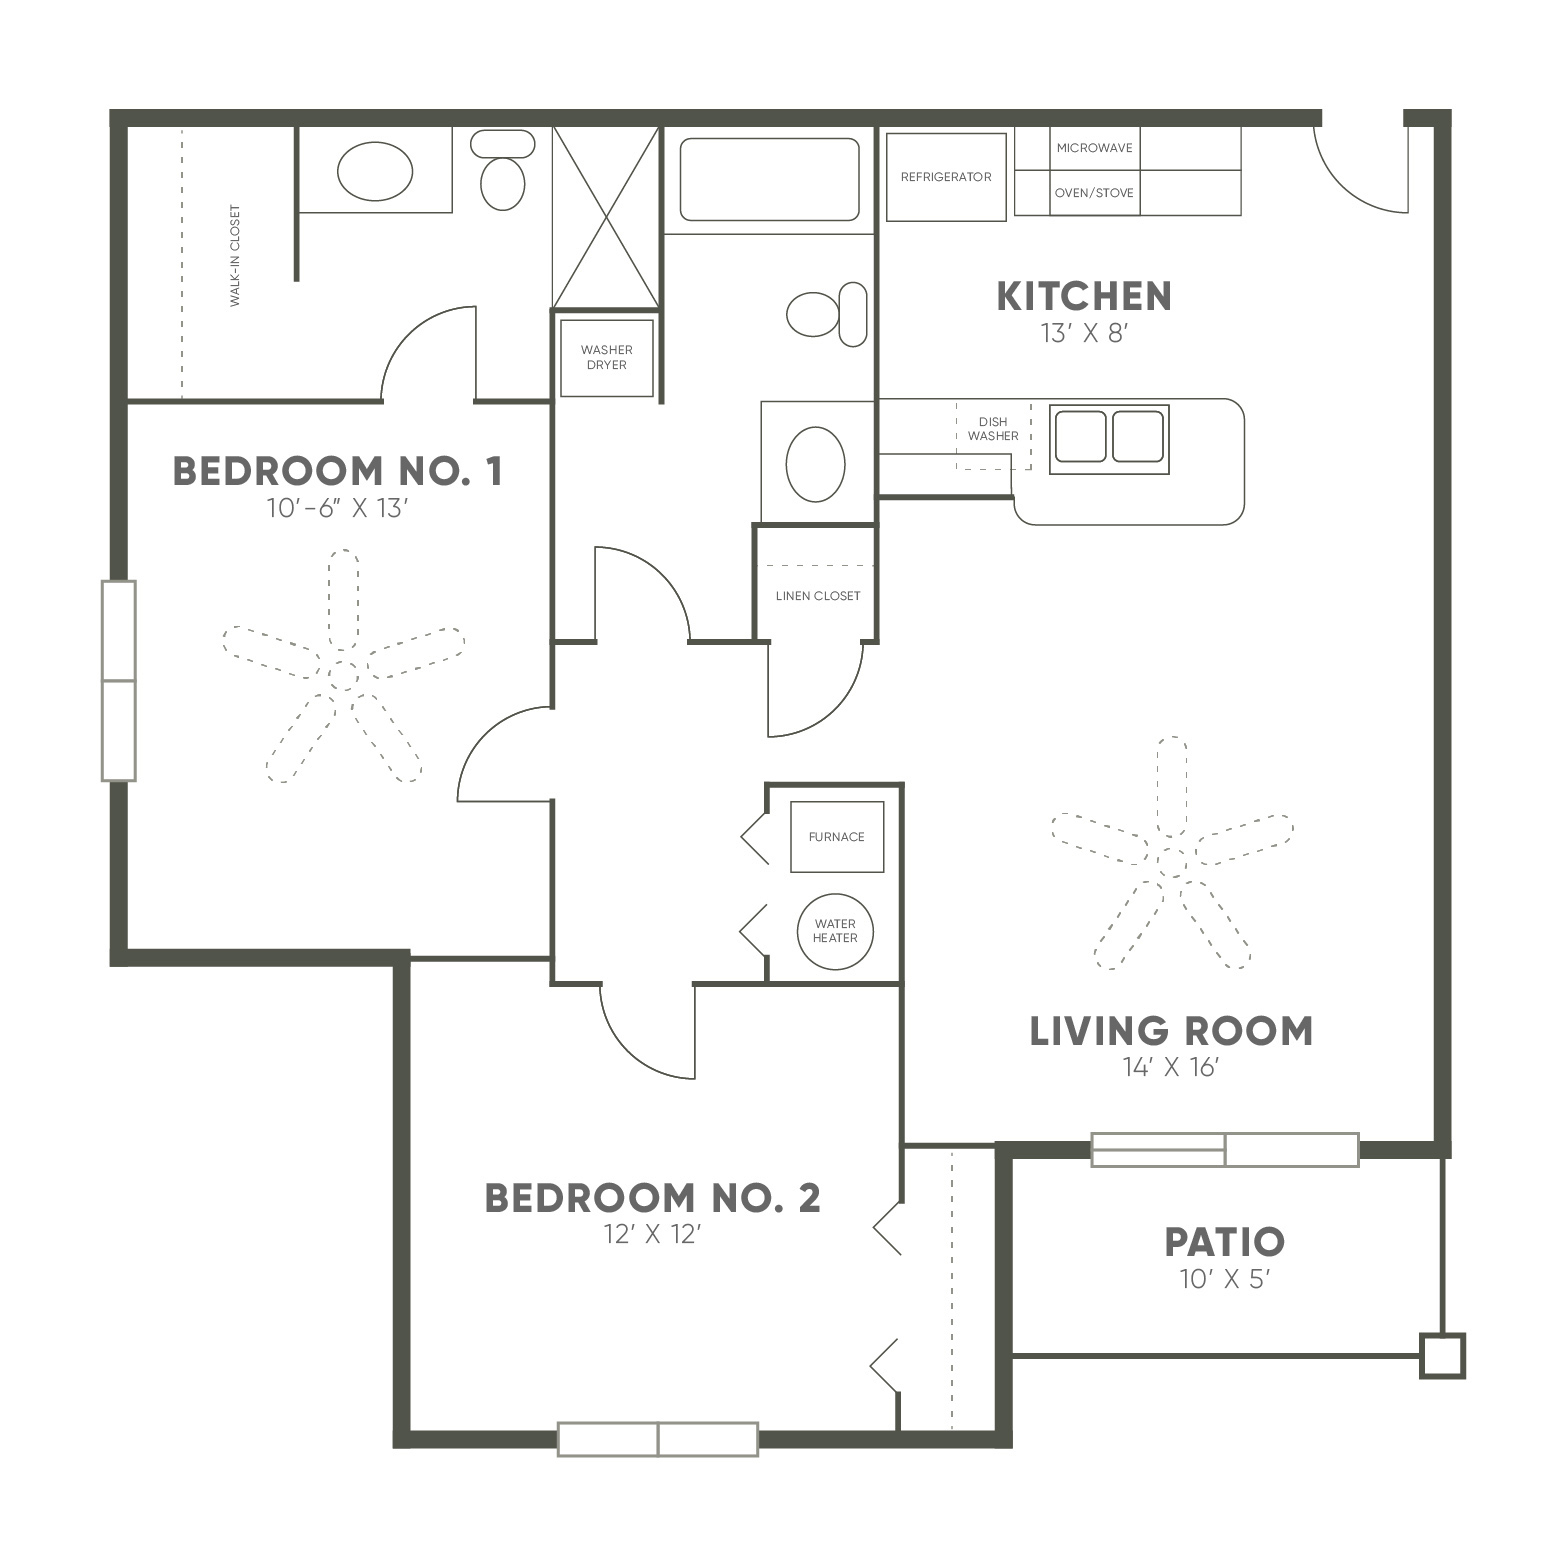 MICROWAVE
REFRIGERATOR
OVEN/STOVE
WALK-IN CLOSET
KITCHEN
13' X 8'
WASHER
DRYER
DISH
WASHER
BEDROOM NO. 1
10'-6" X 13'
LINEN CLOSET
FURNACE
WATER
HEATER
LIVING ROOM
14' X 16'
BEDROOM NO. 2
12' X 12'
PATIO
10' X 5'